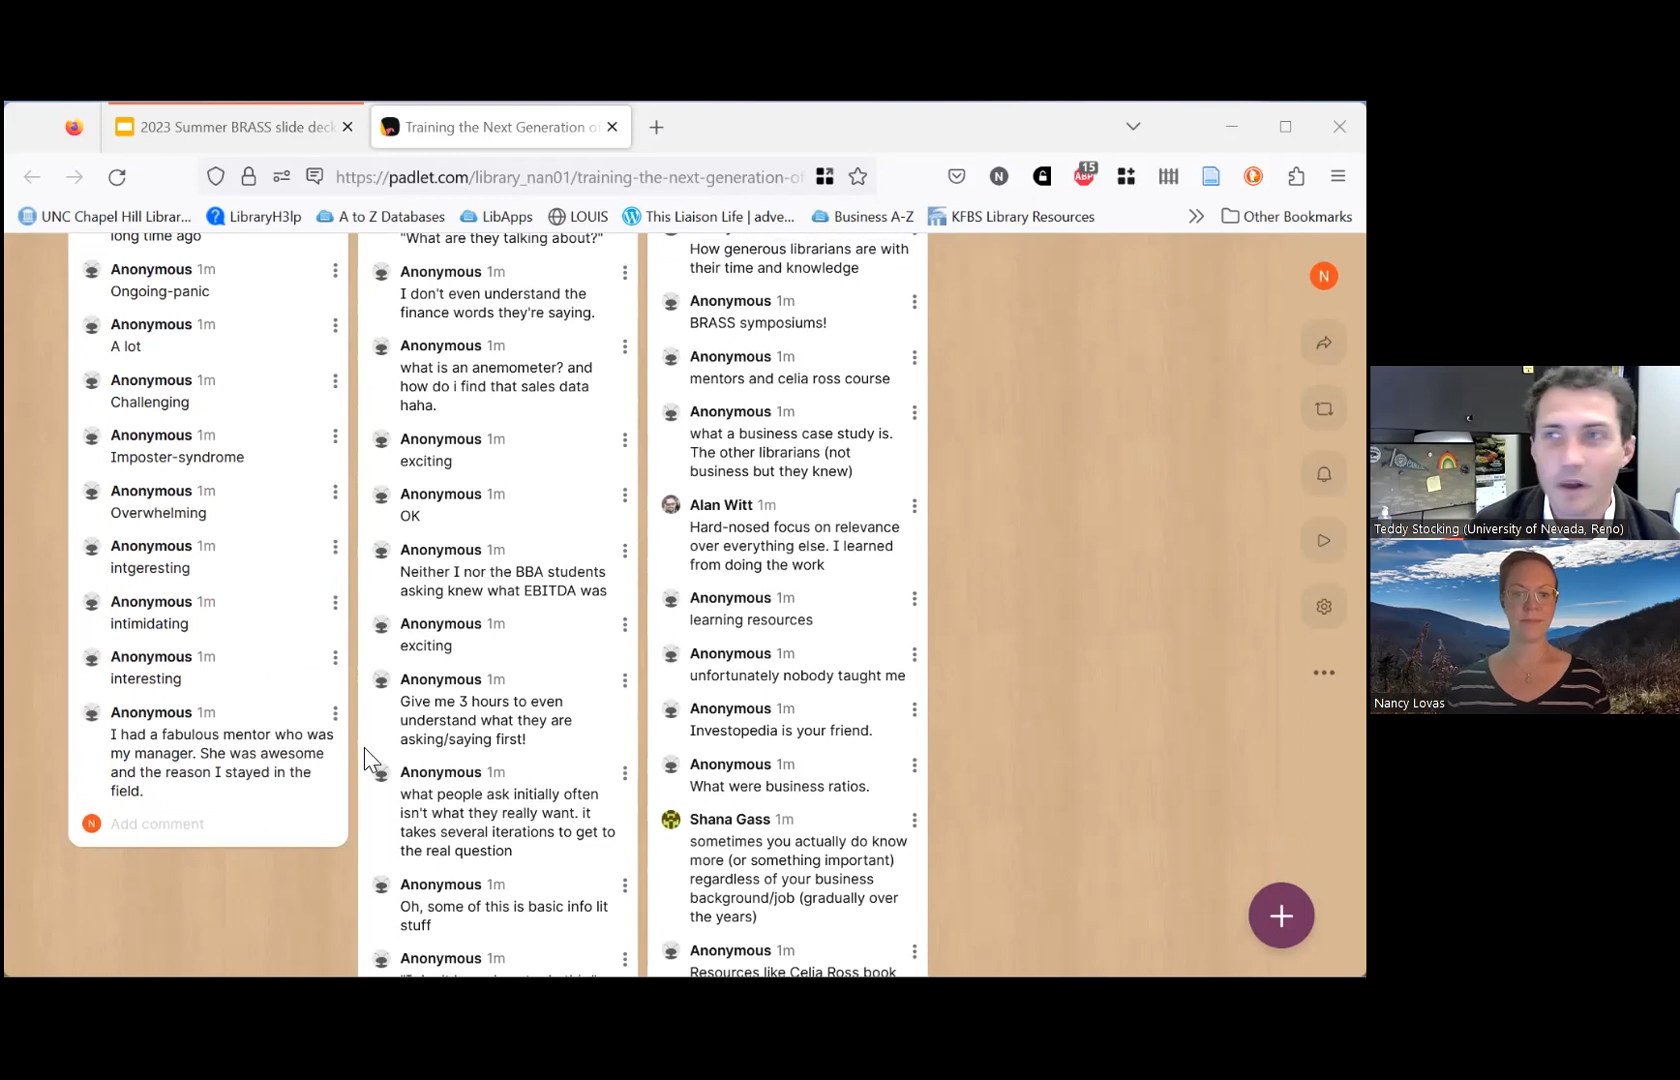 2023 Summer BRASS slide deck
Training the Next Generation of
https://padlet.com/library_nan01/training-the-next-generation-of
N
15
ABP
UNC Chapel Hill Librar...
LibraryH3lp
A to Z Databases
LibApps
LOUIS
This Liaison Life | adve...
Business A-Z
KFBS Library Resources
Other Bookmarks
long time ago
Anonymous 1m
Ongoing-panic
Anonymous 1m
A lot
Anonymous 1m
Challenging
Anonymous 1m
Imposter-syndrome
Anonymous 1m
Overwhelming
Anonymous 1m
intgeresting
Anonymous 1m
intimidating
Anonymous 1m
interesting
Anonymous 1m
I had a fabulous mentor who was
my manager. She was awesome
and the reason I stayed in the
field.
N
Add comment
"What are they talking about?"
Anonymous 1m
I don't even understand the
finance words they're saying.
Anonymous 1m
what is an anemometer? and
how do i find that sales data
haha.
Anonymous 1m
exciting
Anonymous 1m
OK
Anonymous 1m
Neither I nor the BBA students
asking knew what EBITDA was
Anonymous 1m
exciting
Anonymous 1m
Give me 3 hours to even
understand what they are
asking/saying first!
Anonymous 1m
what people ask initially often
isn't what they really want. it
takes several iterations to get to
the real question
Anonymous 1m
Oh, some of this is basic info lit
stuff
Anonymous 1m
How generous librarians are with
their time and knowledge
Anonymous 1m
BRASS symposiums!
Anonymous 1m
mentors and celia ross course
Anonymous 1m
what a business case study is.
The other librarians (not
business but they knew)
Alan Witt 1m
Hard-nosed focus on relevance
over everything else. I learned
from doing the work
Anonymous 1m
learning resources
Anonymous 1m
unfortunately nobody taught me
Anonymous 1m
Investopedia is your friend.
Anonymous 1m
What were business ratios.
Shana Gass 1m
sometimes you actually do know
more (or something important)
regardless of your business
background/job (gradually over
the years)
Anonymous 1m
Resources like Celia Ross book
N
Teddy Stocking (University of Nevada, Reno)
Nancy Lovas